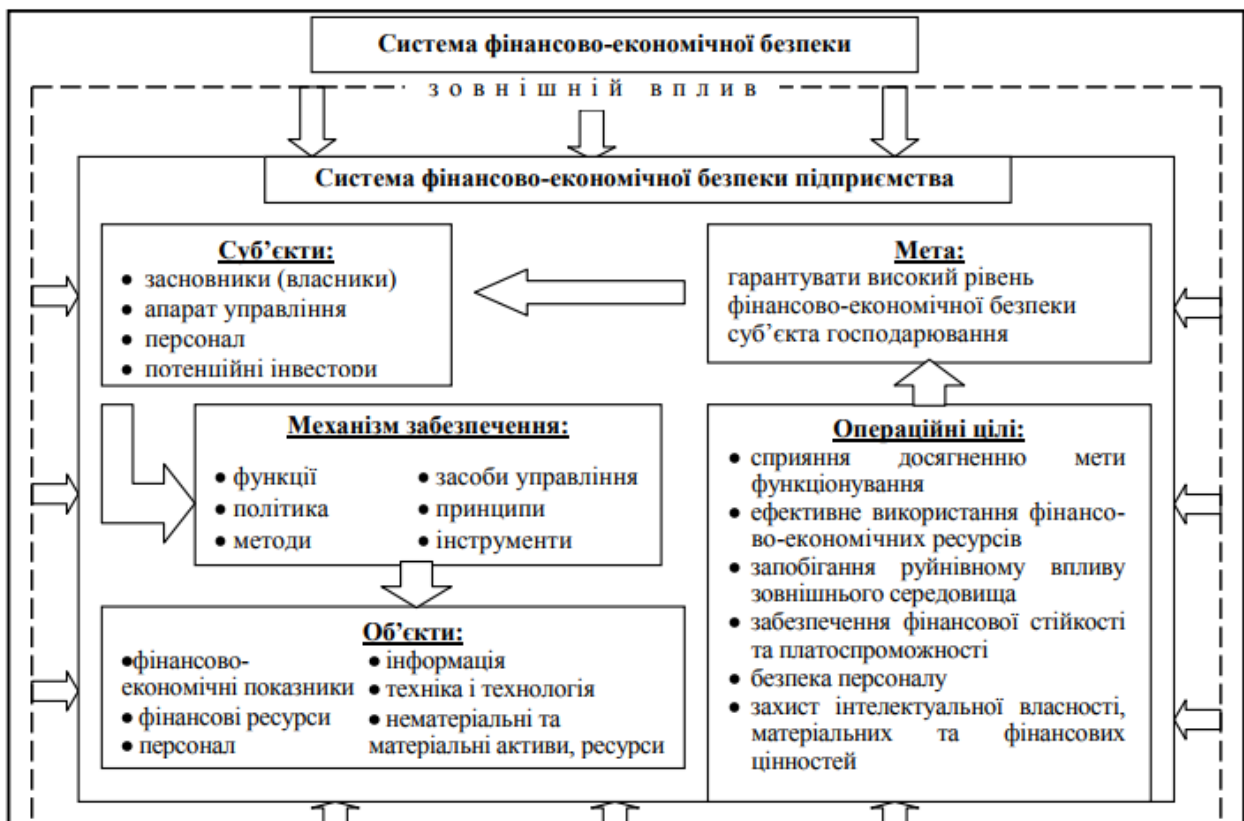 Система фінансово-економічної безпеки
зовнішній вплив
Система фінансово-економічної безпеки підприємства
Суб’єкти:
● засновники (власники)
● апарат управління
● персонал
● потенційні інвестори
Мета:
гарантувати високий рівень
фінансово-економічної безпеки
суб’єкта господарювання
Механізм забезпечення:
● функції
● політика
● методи
● засоби управління
● принципи
● інструменти
Об’єкти:
●фінансово-
економічні показники
● фінансові ресурси
● персонал
● інформація
● техніка і технологія
● нематеріальні та
матеріальні активи, ресурси
Операційні цілі:
● сприяння досягненню мети
функціонування
● ефективне використання фінансо-
во-економічних ресурсів
● запобігання руйнівному впливу
зовнішнього середовища
● забезпечення фінансової стійкості
та платоспроможності
● безпека персоналу
● захист інтелектуальної власності,
матеріальних та фінансових
цінностей